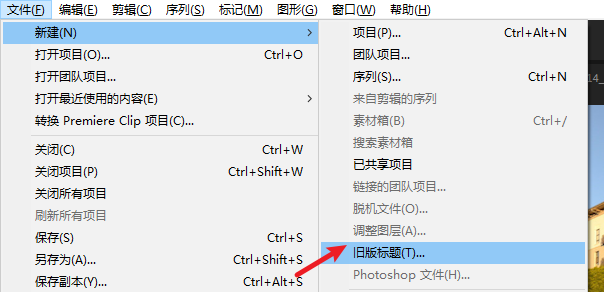 文件(F) 编辑(E) 剪辑(C) 序列(S) 标记(M) 图形(G) 窗口(W) 帮助(H)
新建(N)
打开项目(O)... Ctrl+O
打开团队项目...
打开最近使用的内容(E)
转换 Premiere Clip 项目(C)...
关闭(C) Ctrl+W
关闭项目(P) Ctrl+Shift+W
关闭所有项目
刷新所有项目
保存(S) Ctrl+S
另存为(A)... Ctrl+Shift+S
保存副本(Y)... Ctrl+Alt+S
项目(P)... Ctrl+Alt+N
团队项目...
序列(S)... Ctrl+N
来自剪辑的序列
素材箱(B) Ctrl+/
搜索素材箱
已共享项目
链接的团队项目...
脱机文件(O)...
调整图层(A)...
旧版标题(T)...
Photoshop 文件(H)...
14_